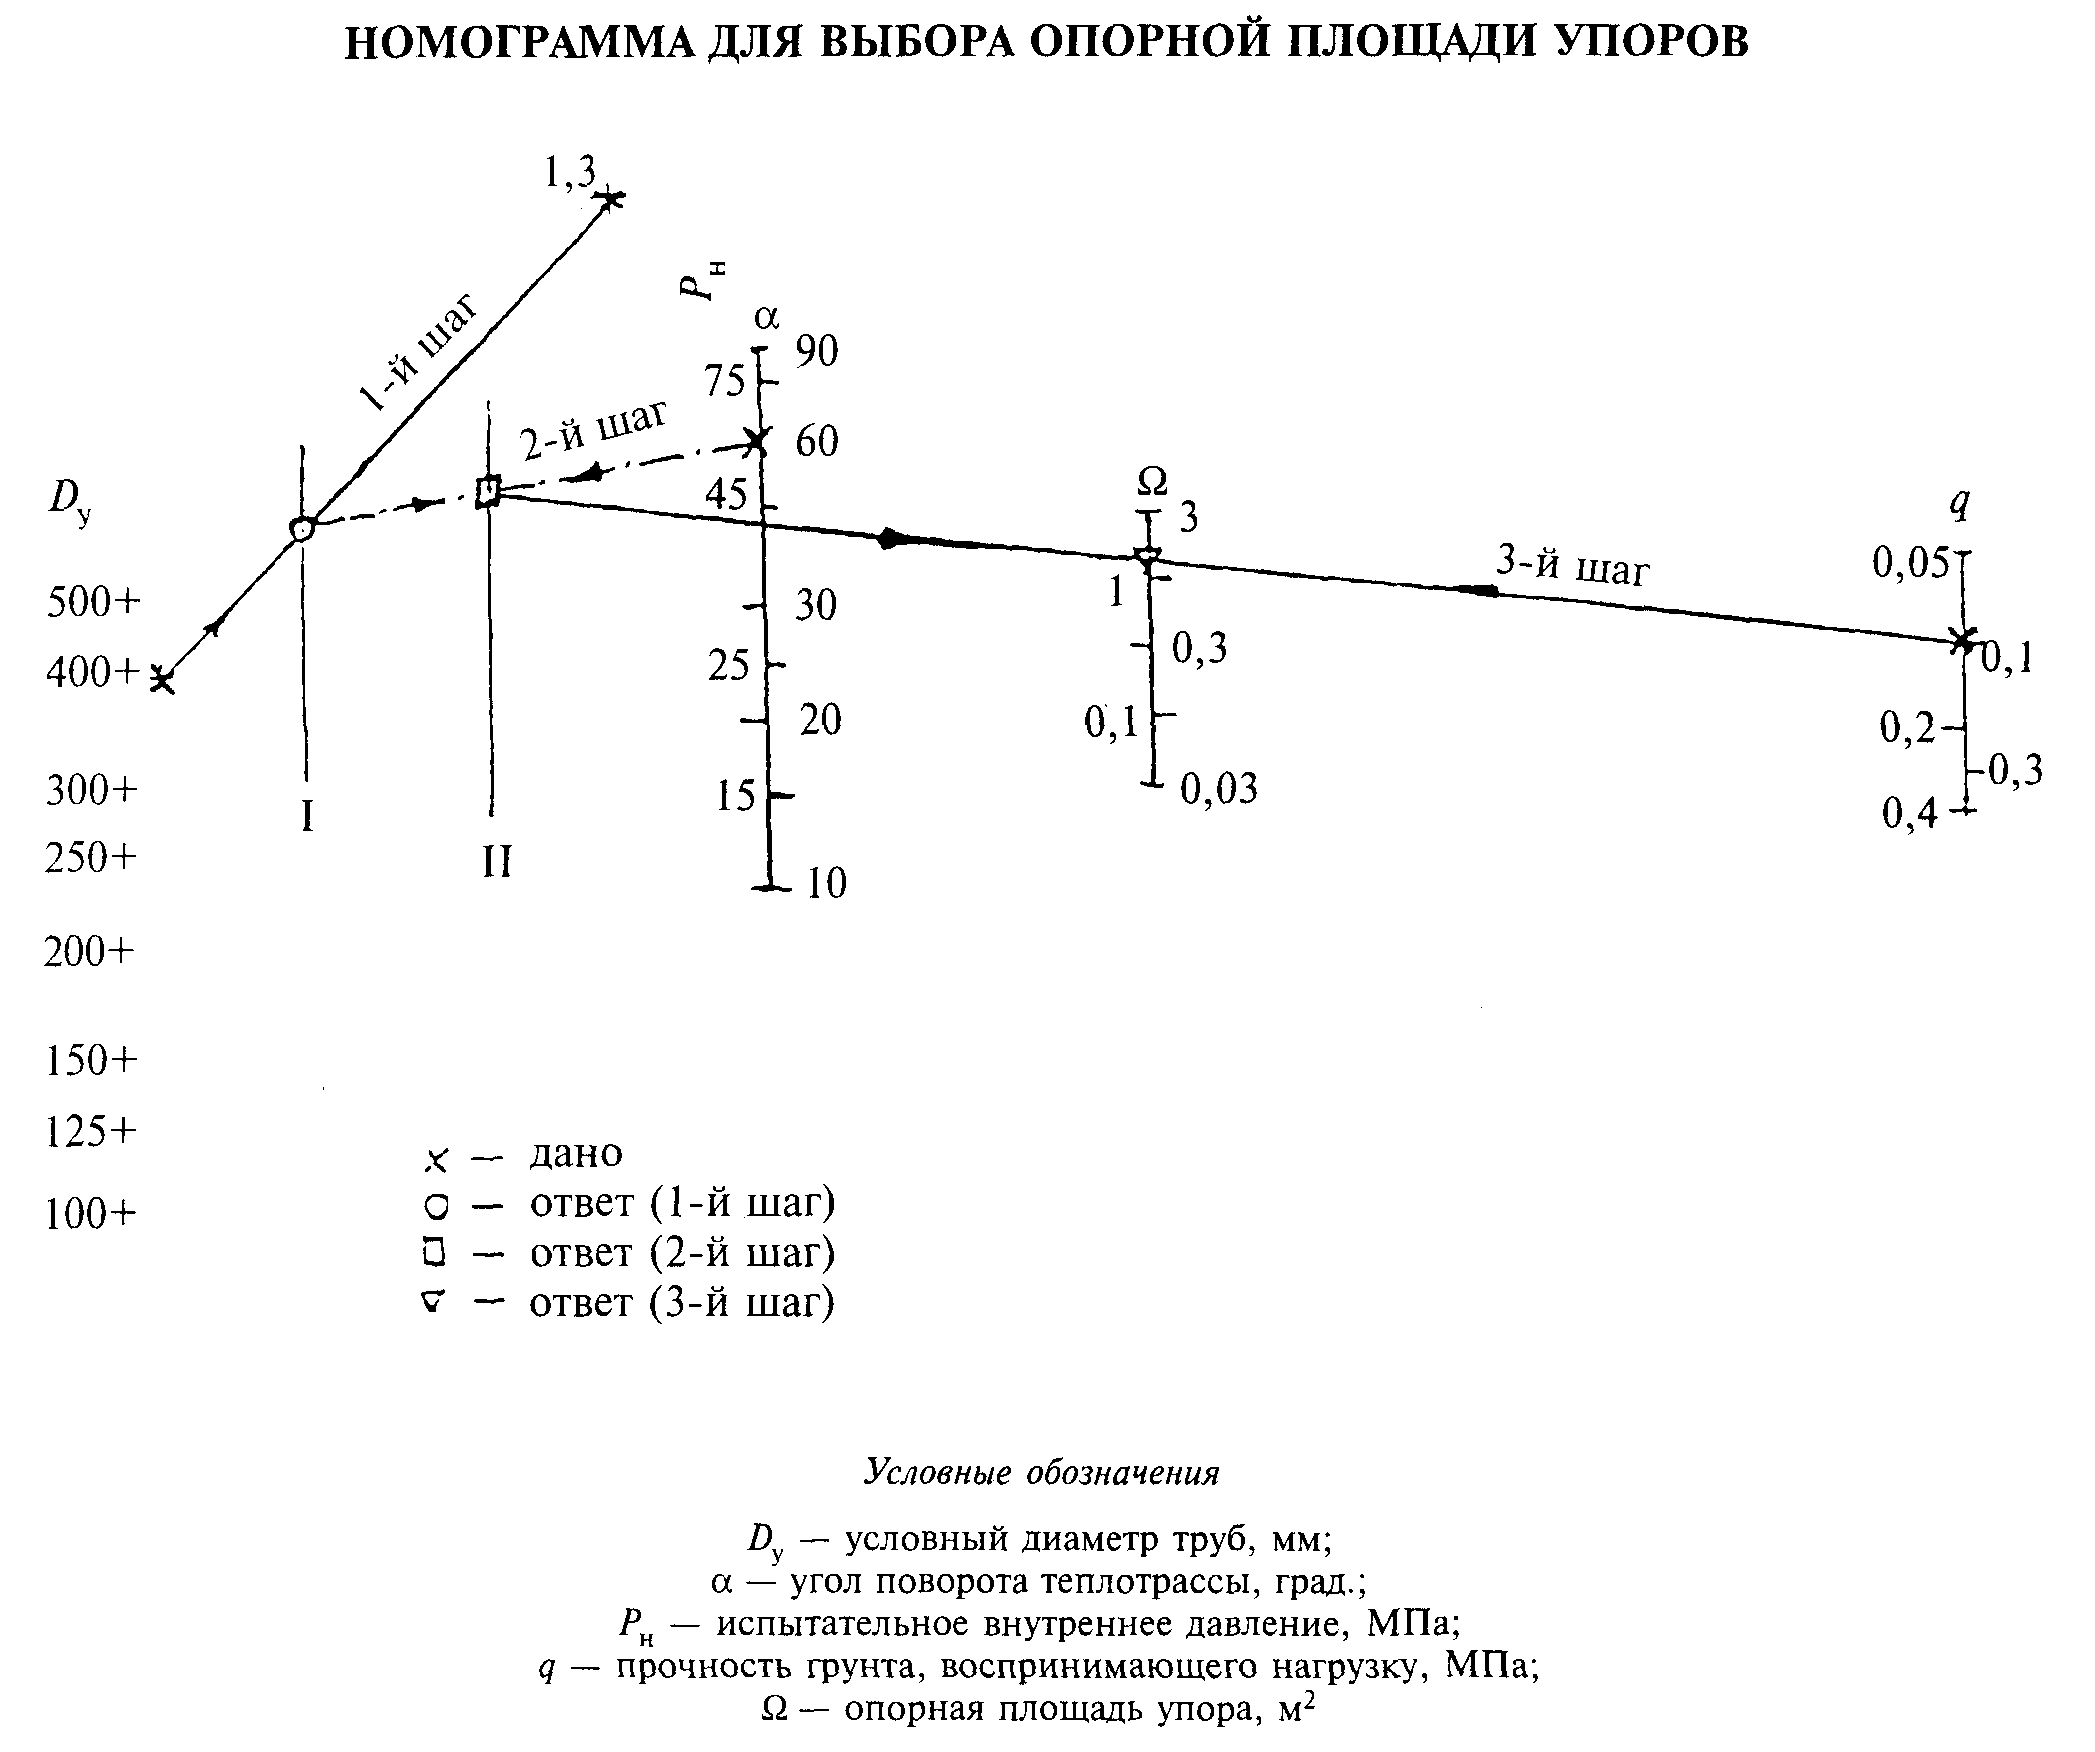 НОМОГРАММА ДЛЯ ВЫБОРА ОПОРНОЙ ПЛОЩАДИ УПОРОВ
1,3
1-й шаг
Pн
α
90
75
60
45
30
25
20
15
10
2-й шаг
Dу
500+
400+
300+
250+
200+
150+
125+
100+
I
II
Ω
3
1
0,3
0,1
0,03
3-й шаг
q
0,05
0,1
0,2
0,3
0,4
x — дано
○ — ответ (1-й шаг)
□ — ответ (2-й шаг)
▽ — ответ (3-й шаг)
Условные обозначения
Dу — условный диаметр труб, мм;
α — угол поворота теплотрассы, град.;
Pн — испытательное внутреннее давление, МПа;
q — прочность грунта, воспринимающего нагрузку, МПа;
Ω — опорная площадь упора, м²